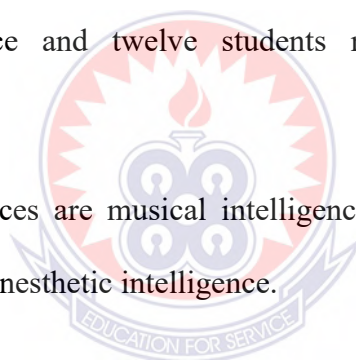 ce and twelve students
ces are musical intelligenc
nesthetic intelligence.
EDUCATION FOR SERVICE